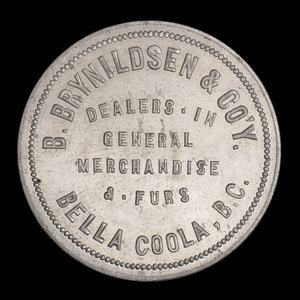 B. BRYNILDSEN & CO'Y.
DEALERS · IN
GENERAL
MERCHANDISE
& · FURS
BELLA COOLA, B.C.